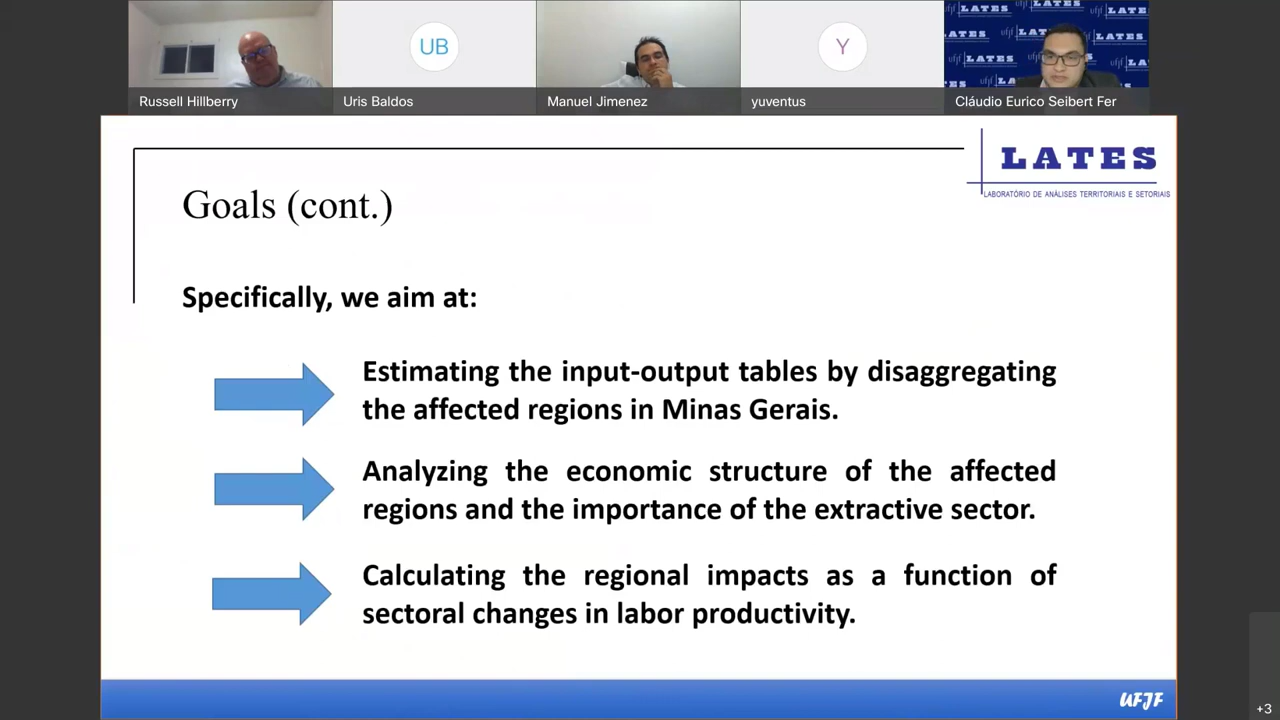 UB
Y
Russell Hillberry
Uris Baldos
Manuel Jimenez
yuventus
Cláudio Eurico Seibert Fer
LATES
LABORATÓRIO DE ANÁLISES TERRITORIAIS E SETORIAIS
Goals (cont.)
Specifically, we aim at:
Estimating the input-output tables by disaggregating
the affected regions in Minas Gerais.
Analyzing the economic structure of the affected
regions and the importance of the extractive sector.
Calculating the regional impacts as a function of
sectoral changes in labor productivity.
UFJF
+3